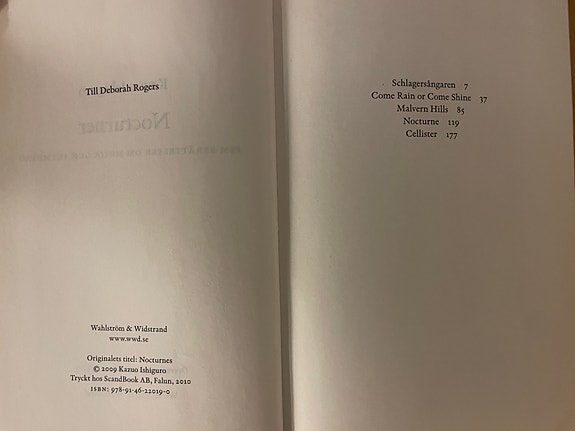 Till Deborah Rogers
Nocturner
Wahlström & Widstrand
www.wwd.se
Originalets titel: Nocturnes
© 2009 Kazuo Ishiguro
Tryckt hos ScandBook AB, Falun, 2010
ISBN: 978-91-46-22019-0
Schlagersångaren 7
Come Rain or Come Shine 37
Malvern Hills 85
Nocturne 119
Cellister 177